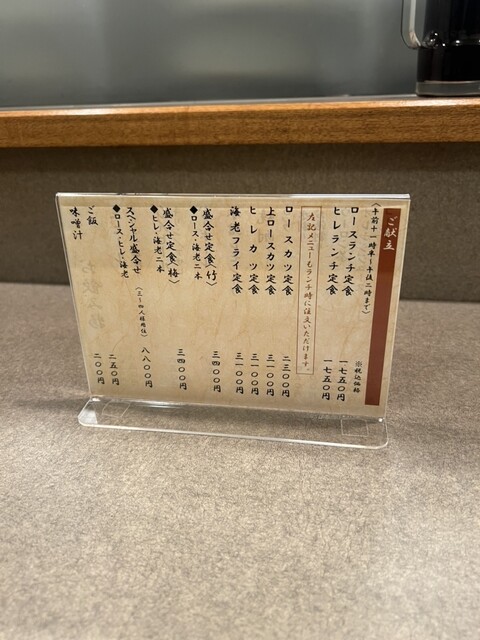 ご献立
(午前十一時半〜午後二時まで)
※税込価格
ロースランチ定食 一七五〇円
ヒレランチ定食 一七五〇円
左記メニューもランチ時に注文いただけます。
ロースカツ定食 二三〇〇円
上ロースカツ定食 三一〇〇円
ヒレカツ定食 三一〇〇円
海老フライ定食 三一〇〇円
盛合せ定食(竹) 三四〇〇円
◆ロース・海老二本
盛合せ定食(梅) 三四〇〇円
◆ヒレ・海老二本
スペシャル盛合せ (三〜四人様用位) 八八〇〇円
◆ロース・ヒレ・海老
ご飯 二五〇円
味噌汁 二〇〇円